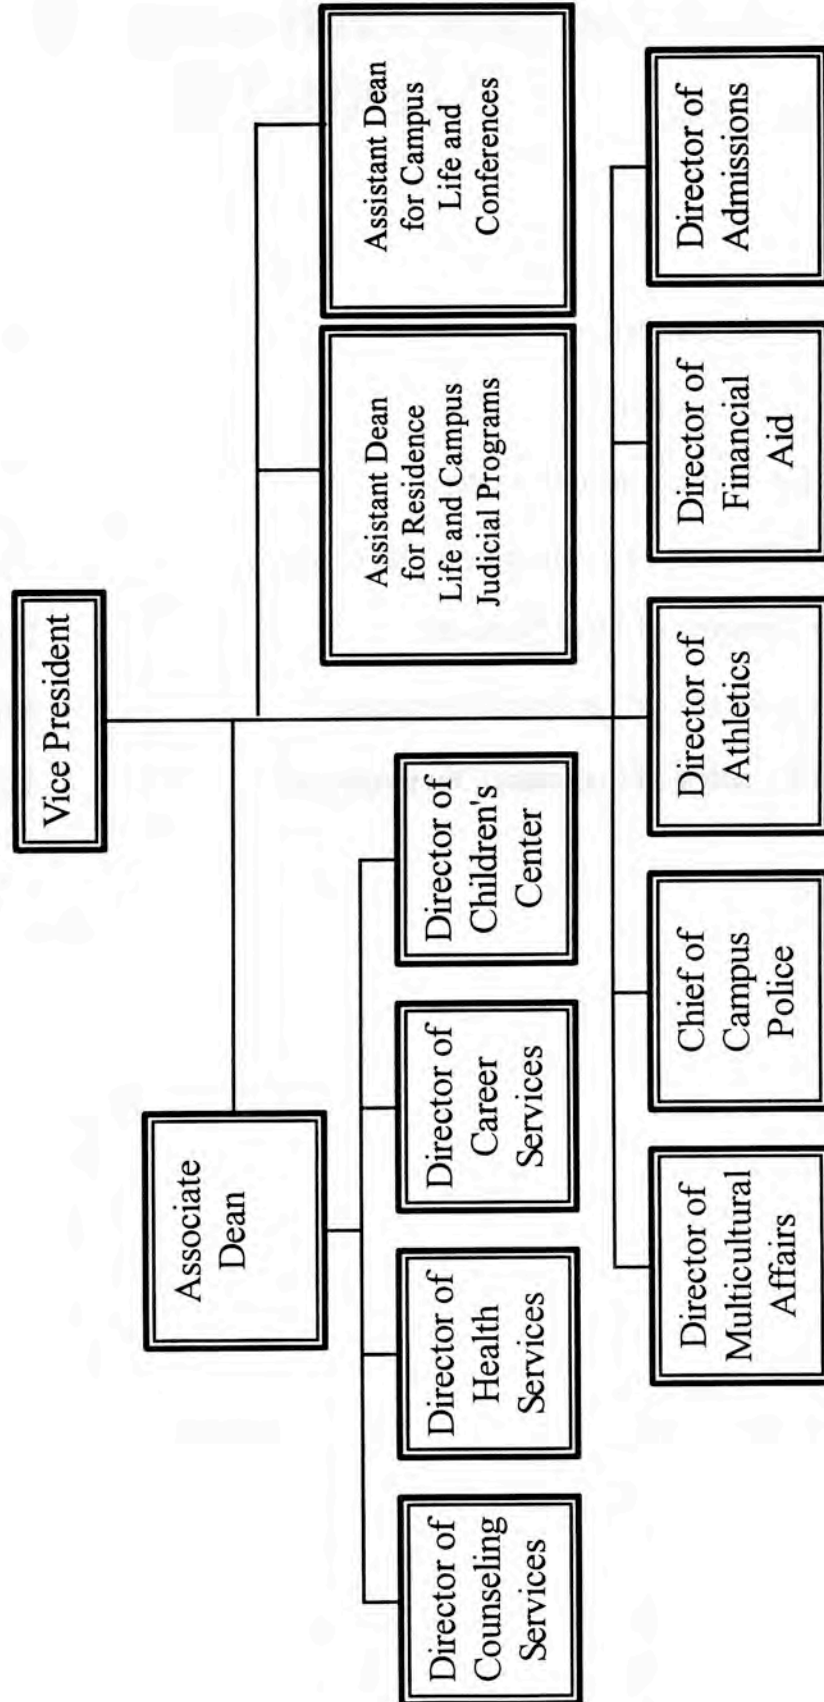 Vice President
Associate
Dean
Assistant Dean
for Residence
Life and Campus
Judicial Programs
Assistant Dean
for Campus
Life and
Conferences
Director of
Counseling
Services
Director of
Health
Services
Director of
Career
Services
Director of
Children's
Center
Director of
Multicultural
Affairs
Chief of
Campus
Police
Director of
Athletics
Director of
Financial
Aid
Director of
Admissions